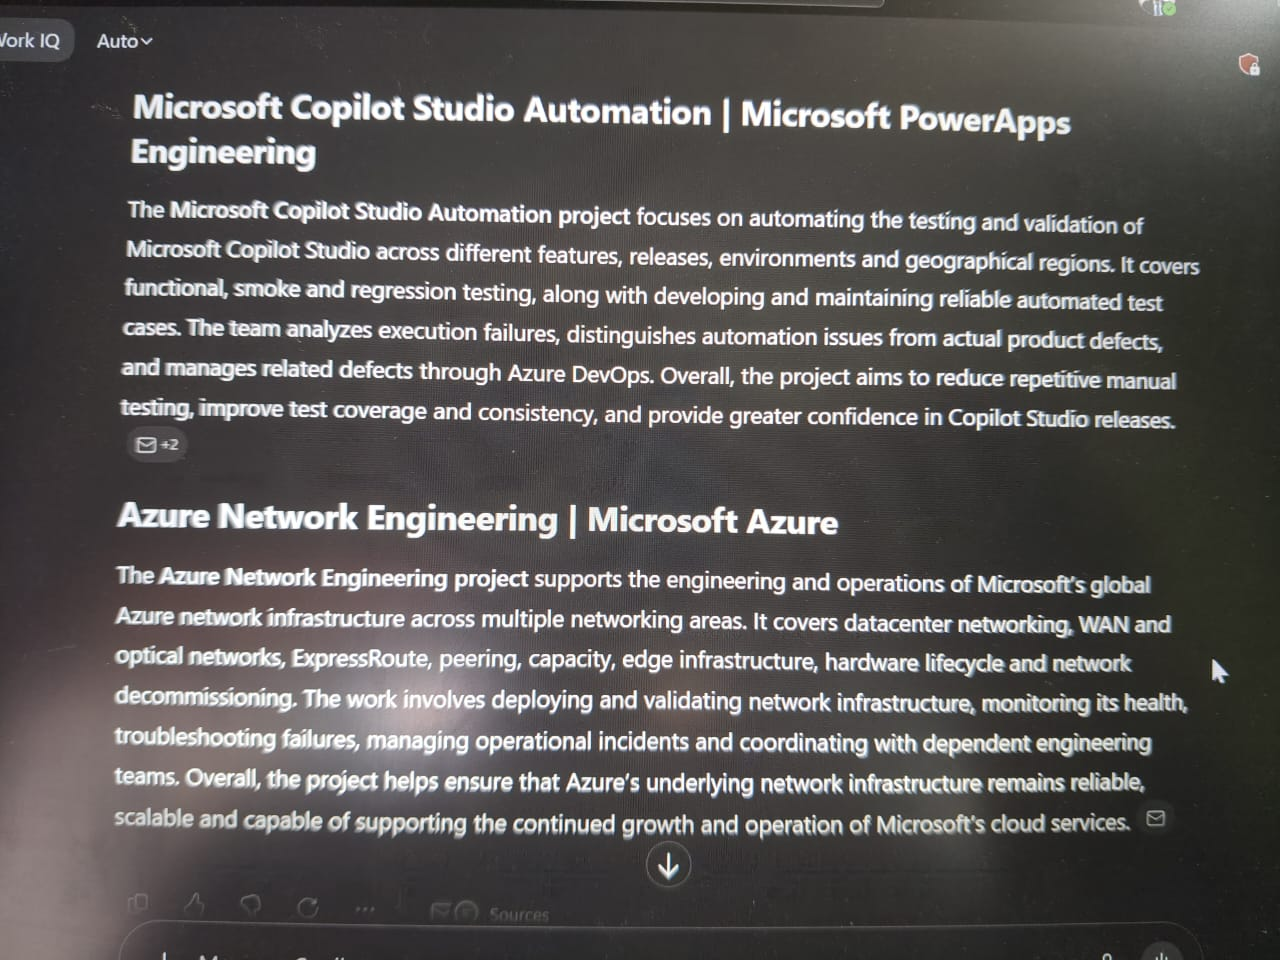 Work IQ
Auto
Microsoft Copilot Studio Automation | Microsoft PowerApps
Engineering
The Microsoft Copilot Studio Automation project focuses on automating the testing and validation of
Microsoft Copilot Studio across different features, releases, environments and geographical regions. It covers
functional, smoke and regression testing, along with developing and maintaining reliable automated test
cases. The team analyzes execution failures, distinguishes automation issues from actual product defects,
and manages related defects through Azure DevOps. Overall, the project aims to reduce repetitive manual
testing, improve test coverage and consistency, and provide greater confidence in Copilot Studio releases.
+2
Azure Network Engineering | Microsoft Azure
The Azure Network Engineering project supports the engineering and operations of Microsoft's global
Azure network infrastructure across multiple networking areas. It covers datacenter networking, WAN and
optical networks, ExpressRoute, peering, capacity, edge infrastructure, hardware lifecycle and network
decommissioning. The work involves deploying and validating network infrastructure, monitoring its health,
troubleshooting failures, managing operational incidents and coordinating with dependent engineering
teams. Overall, the project helps ensure that Azure's underlying network infrastructure remains reliable,
scalable and capable of supporting the continued growth and operation of Microsoft's cloud services.
Sources